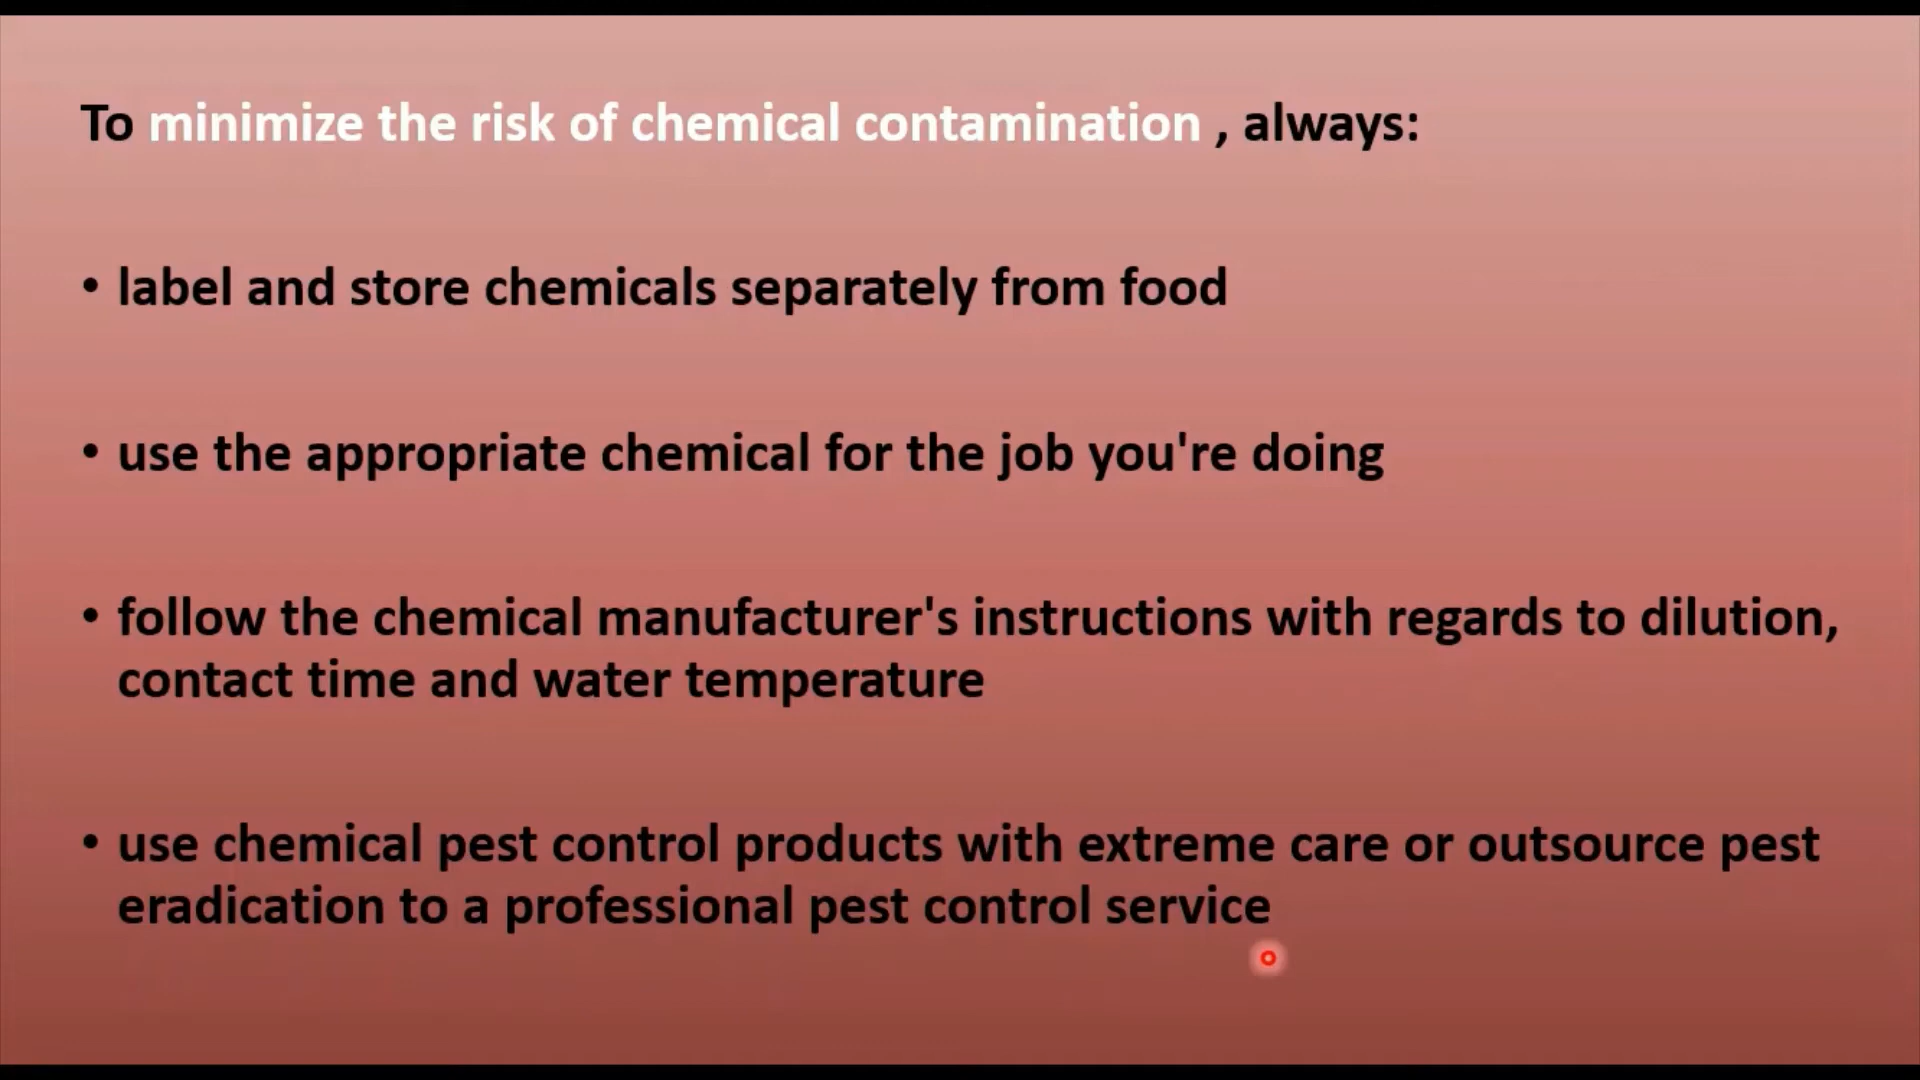 To minimize the risk of chemical contamination , always:
• label and store chemicals separately from food
• use the appropriate chemical for the job you're doing
• follow the chemical manufacturer's instructions with regards to dilution,
contact time and water temperature
• use chemical pest control products with extreme care or outsource pest
eradication to a professional pest control service